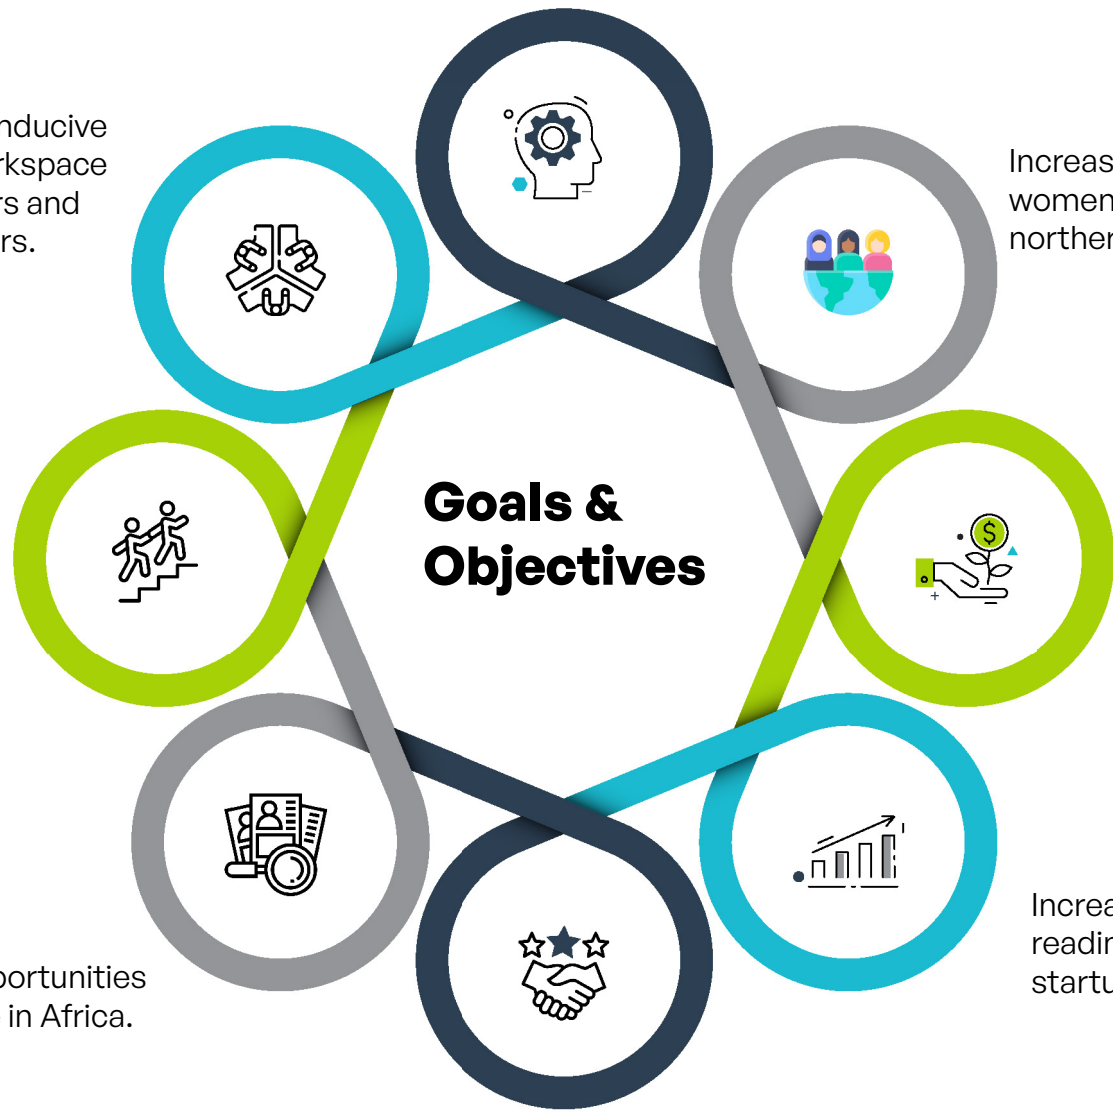 nducive
rkspace
rs and
rs.
Increas
women
norther
Goals &
Objectives
$
portunities
in Africa.
Increa
readin
startu